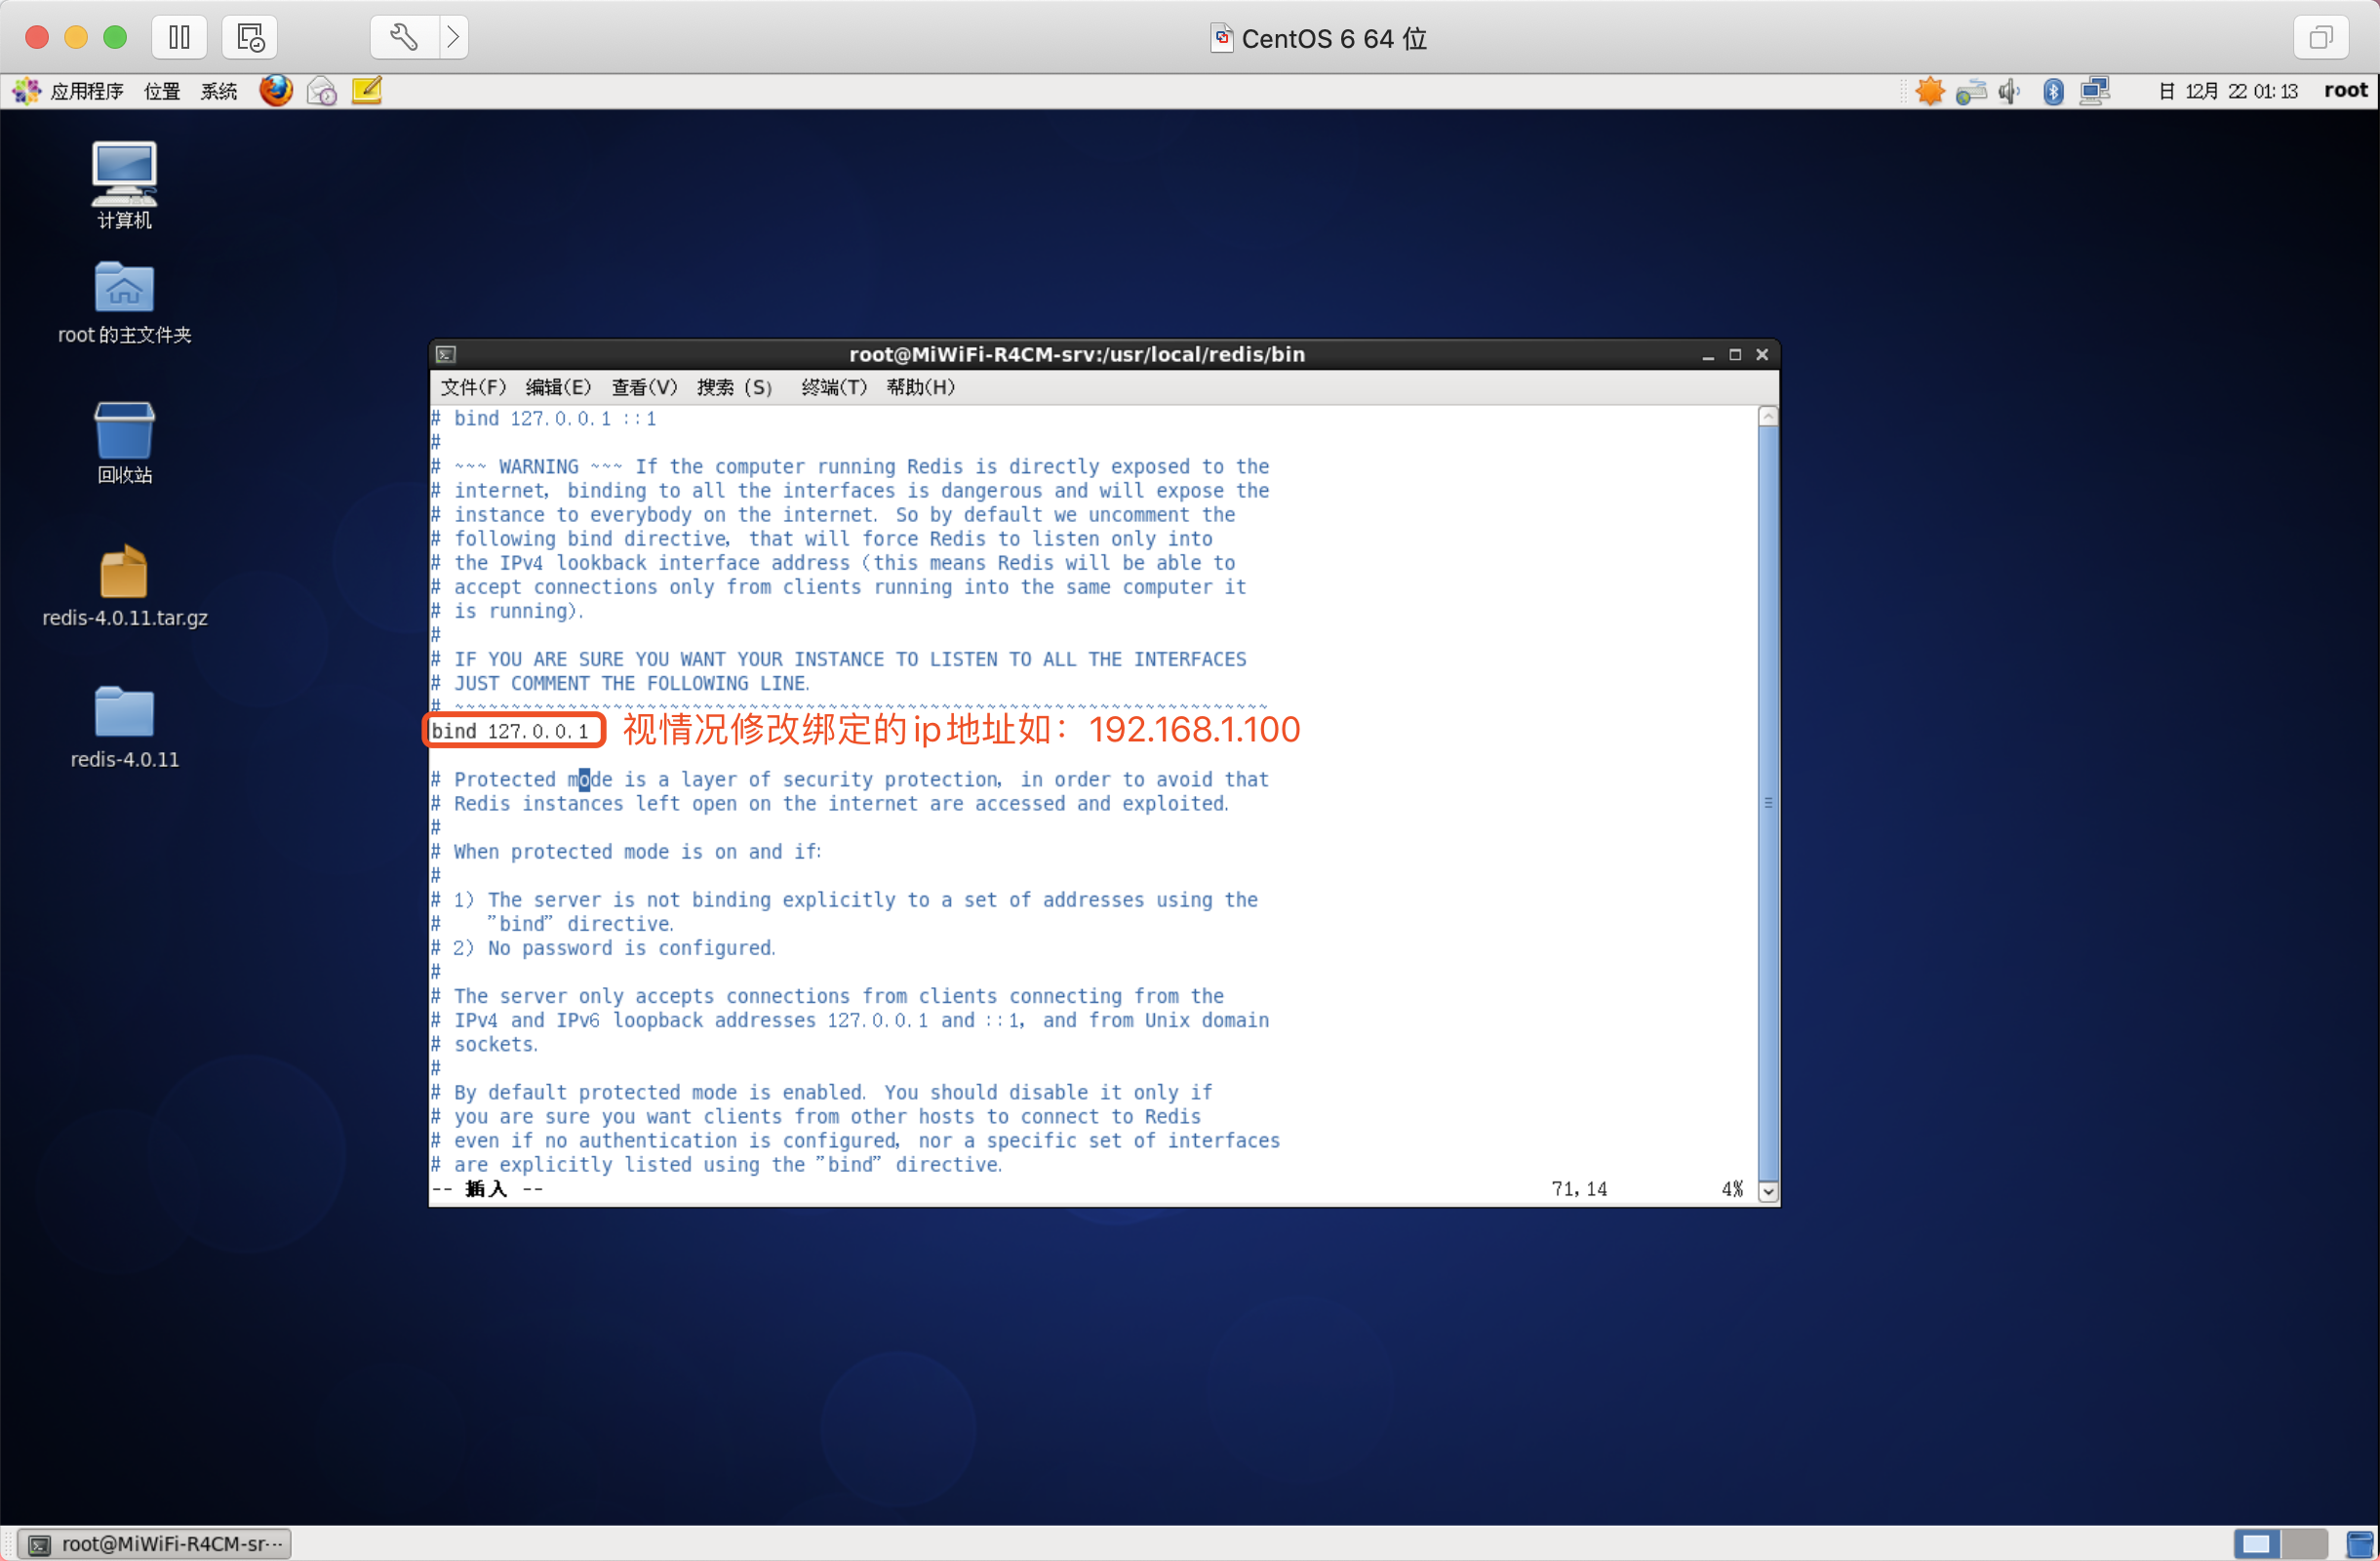 CentOS 6 64 位
应用程序 位置 系统
日 12月 22 01:13 root
计算机
root 的主文件夹
回收站
redis-4.0.11.tar.gz
redis-4.0.11
root@MiWiFi-R4CM-srv:/usr/local/redis/bin
文件(F) 编辑(E) 查看(V) 搜索 (S) 终端(T) 帮助(H)
# bind 127.0.0.1 ::1
#
# ~~~ WARNING ~~~ If the computer running Redis is directly exposed to the
# internet, binding to all the interfaces is dangerous and will expose the
# instance to everybody on the internet. So by default we uncomment the
# following bind directive, that will force Redis to listen only into
# the IPv4 lookback interface address (this means Redis will be able to
# accept connections only from clients running into the same computer it
# is running).
#
# IF YOU ARE SURE YOU WANT YOUR INSTANCE TO LISTEN TO ALL THE INTERFACES
# JUST COMMENT THE FOLLOWING LINE.
# ~~~~~~~~~~~~~~~~~~~~~~~~~~~~~~~~~~~~~~~~~~~~~~~~~~~~~~~~~~~~~~~~~~~~~~~~
bind 127.0.0.1 视情况修改绑定的ip地址如：192.168.1.100
# Protected mode is a layer of security protection, in order to avoid that
# Redis instances left open on the internet are accessed and exploited.
#
# When protected mode is on and if:
#
# 1) The server is not binding explicitly to a set of addresses using the
#    "bind" directive.
# 2) No password is configured.
#
# The server only accepts connections from clients connecting from the
# IPv4 and IPv6 loopback addresses 127.0.0.1 and ::1, and from Unix domain
# sockets.
#
# By default protected mode is enabled. You should disable it only if
# you are sure you want clients from other hosts to connect to Redis
# even if no authentication is configured, nor a specific set of interfaces
# are explicitly listed using the "bind" directive.
-- 插入 -- 71,14 4%
root@MiWiFi-R4CM-sr···